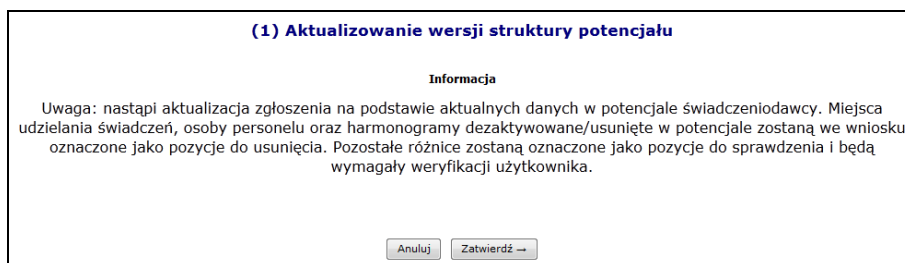 (1) Aktualizowanie wersji struktury potencjału
Informacja
Uwaga: nastąpi aktualizacja zgłoszenia na podstawie aktualnych danych w potencjale świadczeniodawcy. Miejsca
udzielania świadczeń, osoby personelu oraz harmonogramy dezaktywowane/usunięte w potencjale zostaną we wniosku
oznaczone jako pozycje do usunięcia. Pozostałe różnice zostaną oznaczone jako pozycje do sprawdzenia i będą
wymagały weryfikacji użytkownika.
Anuluj Zatwierdź →